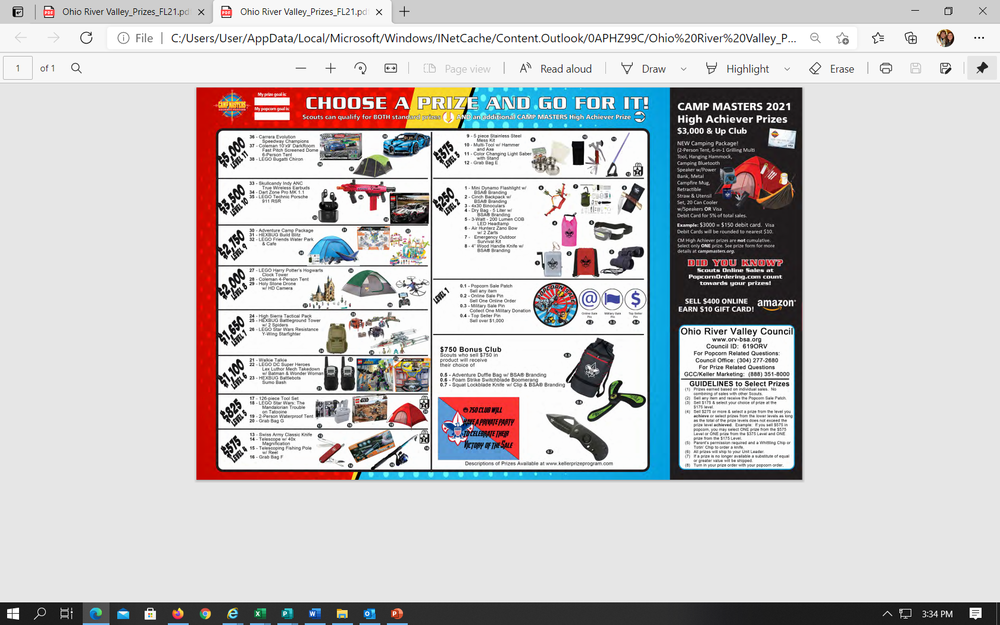 Ohio River Valley_Prizes_FL21.pd
Ohio River Valley_Prizes_FL21.pd
File
C:/Users/User/AppData/Local/Microsoft/Windows/INetCache/Content.Outlook/0APHZ99C/Ohio%20River%20Valley_P...
1
of 1
Page view
Read aloud
Draw
Highlight
Erase
CAMP MASTERS
My prize goal is:
My popcorn goal is:
CHOOSE A PRIZE AND GO FOR IT!
Scouts can qualify for BOTH standard prizes AND an additional CAMP MASTERS High Achiever Prize
$5,000
LEVEL 11
36 - Carrera Evolution
Speedway Champions
37 - Coleman 10'x9' DarkRoom
Fast Pitch Screened Dome
6-Person Tent
38 - LEGO Bugatti Chiron
$3,500
LEVEL 10
33 - Skullcandy Indy ANC
True Wireless Earbuds
34 - Dart Zone Pro MK 1.1
35 - LEGO Technic Porsche
911 RSR
$2,750
LEVEL 9
30 - Adventure Camp Package
31 - HEXBUG Build Blitz
32 - LEGO Friends Water Park
& Cafe
$2,000
LEVEL 8
27 - LEGO Harry Potter's Hogwarts
Clock Tower
28 - Coleman 4-Person Tent
29 - Holy Stone Drone
w/ HD Camera
$1,650
LEVEL 7
24 - High Sierra Tactical Pack
25 - HEXBUG Battleground Tower
w/ 2 Spiders
26 - LEGO Star Wars Resistance
Y-Wing Starfighter
$1,100
LEVEL 6
21 - Walkie Talkie
22 - LEGO DC Super Heroes
Lex Luthor Mech Takedown
w/ Batman & Wonder Woman
23 - HEXBUG Battlebots
Sumo Bash
$825
LEVEL 5
17 - 126-piece Tool Set
18 - LEGO Star Wars: The
Mandalorian Trouble
on Tatooine
19 - 2-Person Waterproof Tent
20 - Grab Bag G
$575
LEVEL 4
13 - Swiss Army Classic Knife
14 - Telescope w/ 40x
Magnification
15 - Telescoping Fishing Pole
w/ Reel
16 - Grab Bag F
$375
LEVEL 3
9 - 5 piece Stainless Steel
Mess Kit
10 - Multi-Tool w/ Hammer
and Axe
11 - Color Changing Light Saber
with Stand
12 - Grab Bag E
$250
LEVEL 2
1 - Mini Dynamo Flashlight w/
BSA® Branding
2 - Cinch Backpack w/
BSA® Branding
3 - 4x30 Binoculars
4 - Dry Bag - 5 Liter w/
BSA® Branding
5 - 3-Watt - 200 Lumen COB
LED Headlamp
6 - Air Hunterz Zano Bow
w/ 2 Zarts
7 - Emergency Outdoor
Survival Kit
8 - 4" Wood Handle Knife w/
BSA® Branding
LEVEL 1
0.1 - Popcorn Sale Patch
Sell any item
0.2 - Online Sale Pin
Sell One Online Order
0.3 - Military Sale Pin
Collect One Military Donation
0.4 - Top Seller Pin
Sell over $1,000
POPCORN SALE
Online Sale
Pin
0.2
Military Sale
Pin
0.3
Top Seller
Pin
0.4
$750 Bonus Club
Scouts who sell $750 in
product will receive
their choice of
0.5 - Adventure Duffle Bag w/ BSA® Branding
0.6 - Foam Strike Switchblade Boomerang
0.7 - Squat Lockblade Knife w/ Clip & BSA® Branding
750 CLUB WILL
HAVE A PRIVATE PARTY
TO CELEBRATE THEIR
VICTORY OF THE SALE
Descriptions of Prizes Available at www.kellerprizeprogram.com
CAMP MASTERS 2021
High Achiever Prizes
$3,000 & Up Club
VISA
NEW Camping Package!
(2-Person Tent, 6-in-1 Grilling Multi
Tool, Hanging Hammock,
Camping Bluetooth
Speaker w/Power
Bank, Metal
Campfire Mug,
Retractible
Straw & Utensil
Set, 20 Can Cooler
w/Speakers OR Visa
Debit Card for 5% of total sales.
Example: $3000 = $150 debit card. Visa
Debit Cards will be rounded to nearest $10.
CM High Achiever prizes are not cumulative.
Select only ONE prize. See prize form for more
details at campmasters.org.
DID YOU KNOW?
Scouts Online Sales at
PopcornOrdering.com count
towards your prizes!
SELL $400 ONLINE
EARN $10 GIFT CARD!
amazon
Ohio River Valley Council
www.orv-bsa.org
Council ID: 619ORV
For Popcorn Related Questions:
Council Office: (304) 277-2680
For Prize Related Questions
GCC/Keller Marketing: (888) 351-8000
GUIDELINES to Select Prizes
(1) Prizes earned based on individual sales. No
combining of sales with other Scouts.
(2) Sell any item and receive the Popcorn Sale Patch.
(3) Sell $175 & select your choice of prize at the
$175 level.
(4) Sell $275 or more & select a prize from the level you
achieve or select prizes from the lower levels as long
as the total of the prize levels does not exceed the
prize level achieved. Example: If you sell $575 in
popcorn, you may select ONE prize from the $575
Level or ONE prize from the $375 Level and ONE
prize from the $175 Level.
(5) Parent's permission required and a Whittling Chip or
Totin' Chip to order a knife.
(6) All prizes will ship to your Unit Leader.
(7) If a prize is no longer available a substitute of equal
or greater value will be shipped.
(8) Turn in your prize order with your popcorn order.
3:34 PM